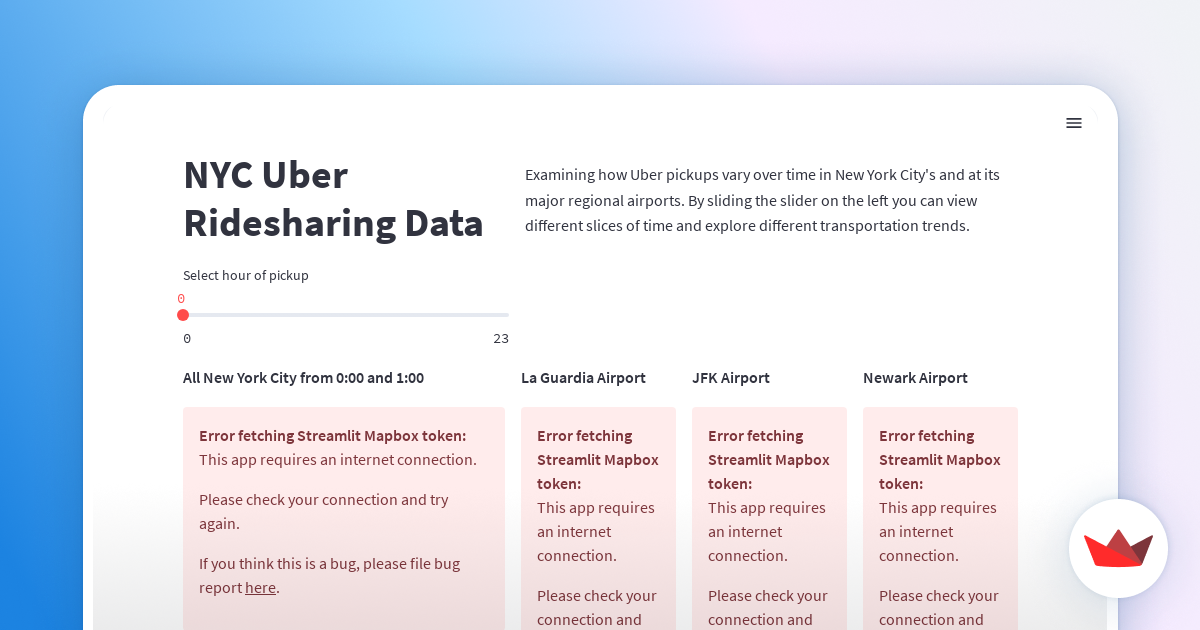 NYC Uber
Ridesharing Data
Examining how Uber pickups vary over time in New York City's and at its
major regional airports. By sliding the slider on the left you can view
different slices of time and explore different transportation trends.
Select hour of pickup
0
0
23
All New York City from 0:00 and 1:00
Error fetching Streamlit Mapbox token:
This app requires an internet connection.
Please check your connection and try
again.
If you think this is a bug, please file bug
report here.
La Guardia Airport
Error fetching
Streamlit Mapbox
token:
This app requires
an internet
connection.
Please check your
connection and
JFK Airport
Error fetching
Streamlit Mapbox
token:
This app requires
an internet
connection.
Please check your
connection and
Newark Airport
Error fetching
Streamlit Mapbox
token:
This app requires
an internet
connection.
Please check your
connection and